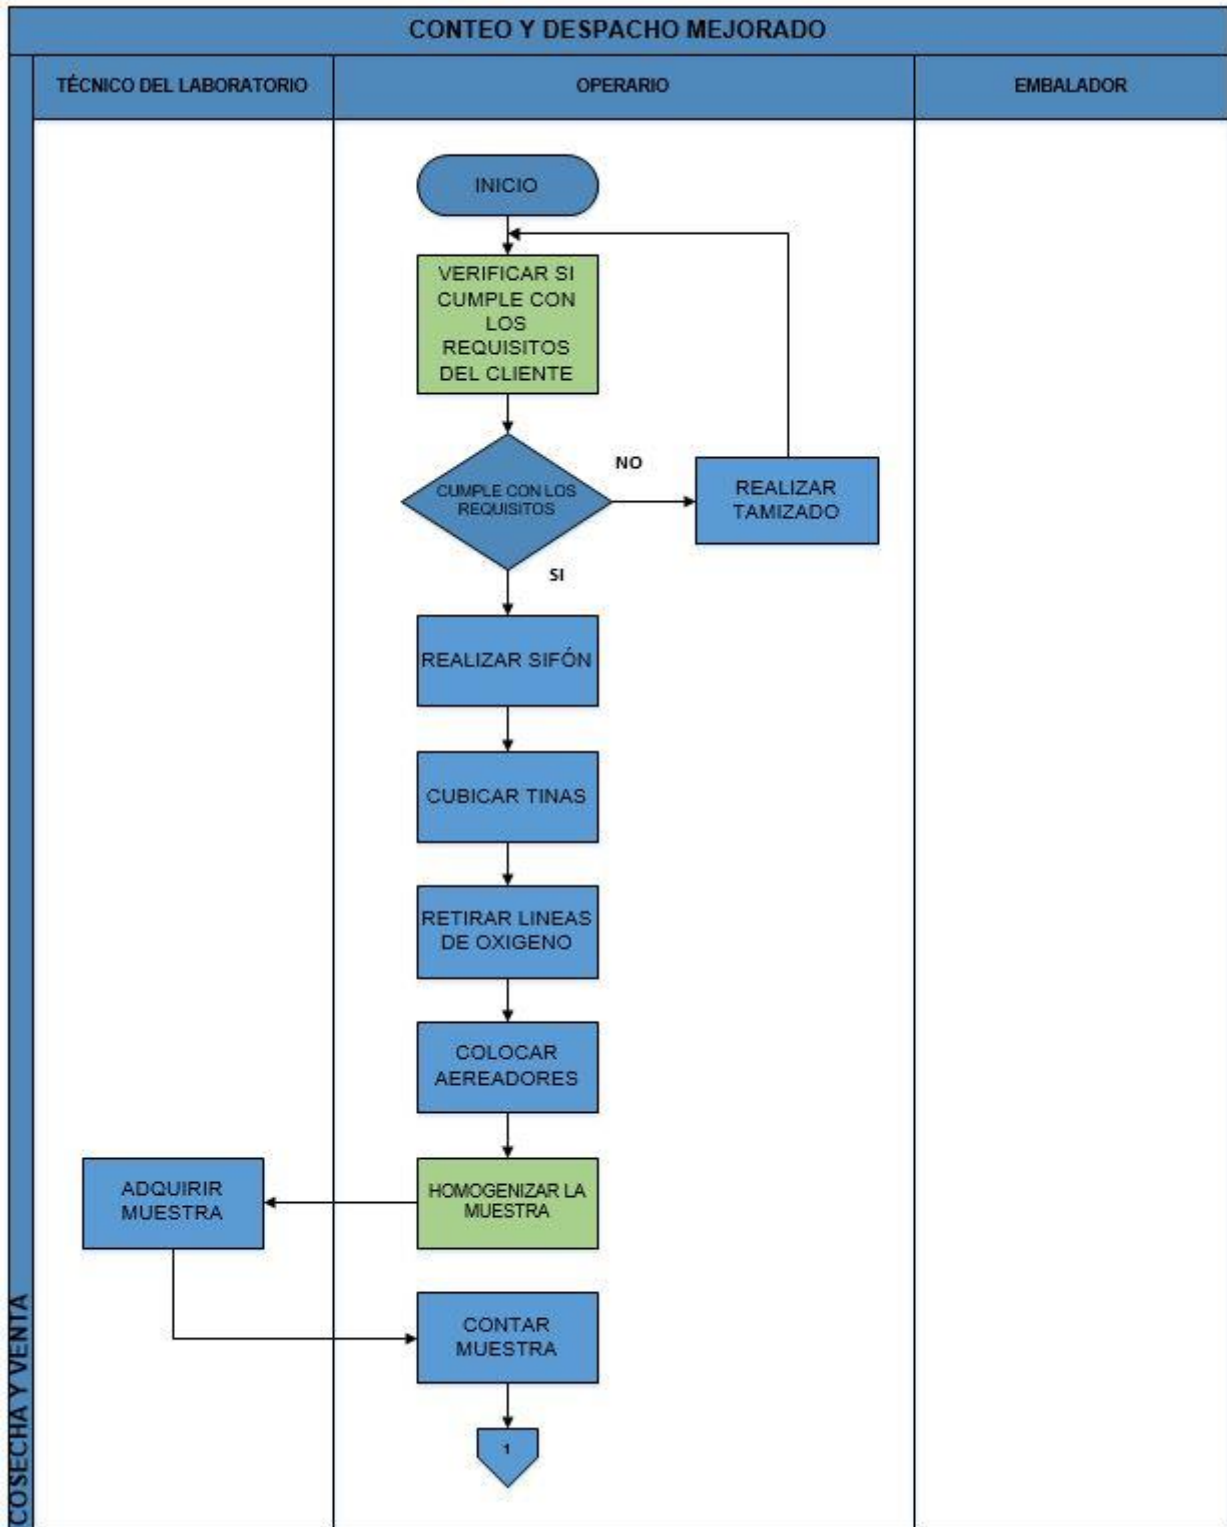 CONTEO Y DESPACHO MEJORADO
TÉCNICO DEL LABORATORIO
OPERARIO
EMBALADOR
INICIO
VERIFICAR SI
CUMPLE CON
LOS
REQUISITOS
DEL CLIENTE
CUMPLE CON LOS
REQUISITOS
NO
REALIZAR
TAMIZADO
SI
REALIZAR SIFÓN
CUBICAR TINAS
RETIRAR LINEAS
DE OXIGENO
COLOCAR
AEREADORES
HOMOGENIZAR LA
MUESTRA
ADQUIRIR
MUESTRA
CONTAR
MUESTRA
1
COSECHA Y VENTA